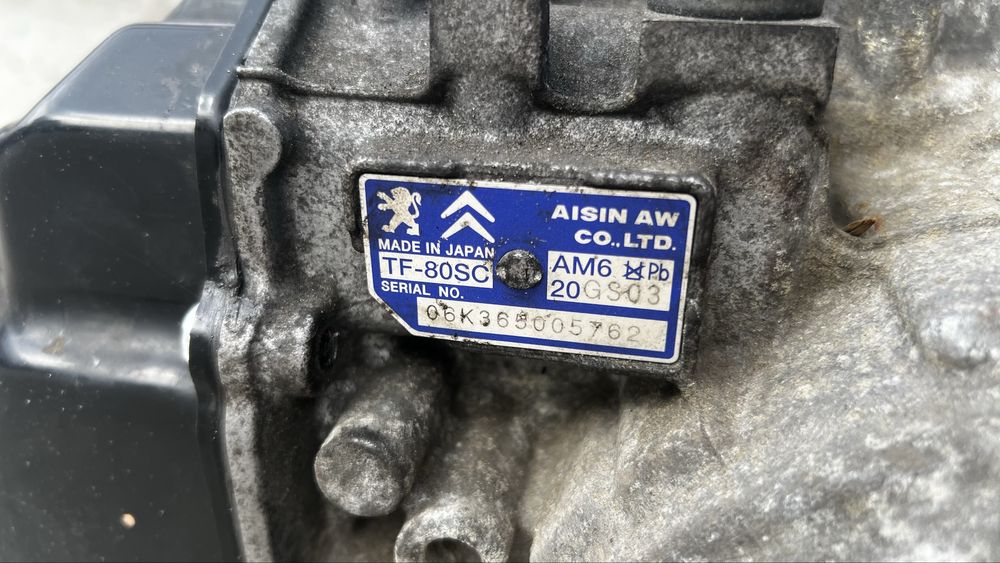 AISIN AW
CO.,LTD.
MADE IN JAPAN
TF-80SC
AM6 Pb
20GS03
SERIAL NO.
06K365005762